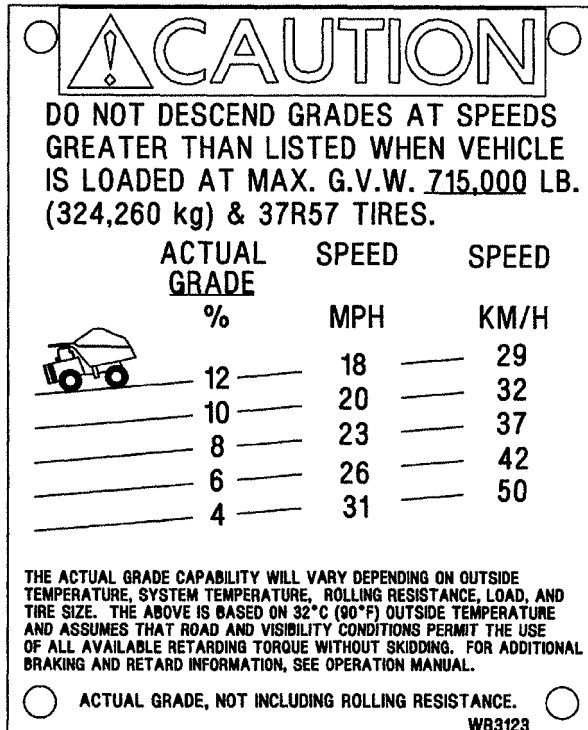 CAUTION
DO NOT DESCEND GRADES AT SPEEDS
GREATER THAN LISTED WHEN VEHICLE
IS LOADED AT MAX. G.V.W. 715,000 LB.
(324,260 kg) & 37R57 TIRES.
ACTUAL SPEED SPEED
GRADE
% MPH KM/H
12 18 29
10 20 32
8 23 37
6 26 42
4 31 50
THE ACTUAL GRADE CAPABILITY WILL VARY DEPENDING ON OUTSIDE
TEMPERATURE, SYSTEM TEMPERATURE, ROLLING RESISTANCE, LOAD, AND
TIRE SIZE. THE ABOVE IS BASED ON 32°C (90°F) OUTSIDE TEMPERATURE
AND ASSUMES THAT ROAD AND VISIBILITY CONDITIONS PERMIT THE USE
OF ALL AVAILABLE RETARDING TORQUE WITHOUT SKIDDING. FOR ADDITIONAL
BRAKING AND RETARD INFORMATION, SEE OPERATION MANUAL.
ACTUAL GRADE, NOT INCLUDING ROLLING RESISTANCE.
WB3123